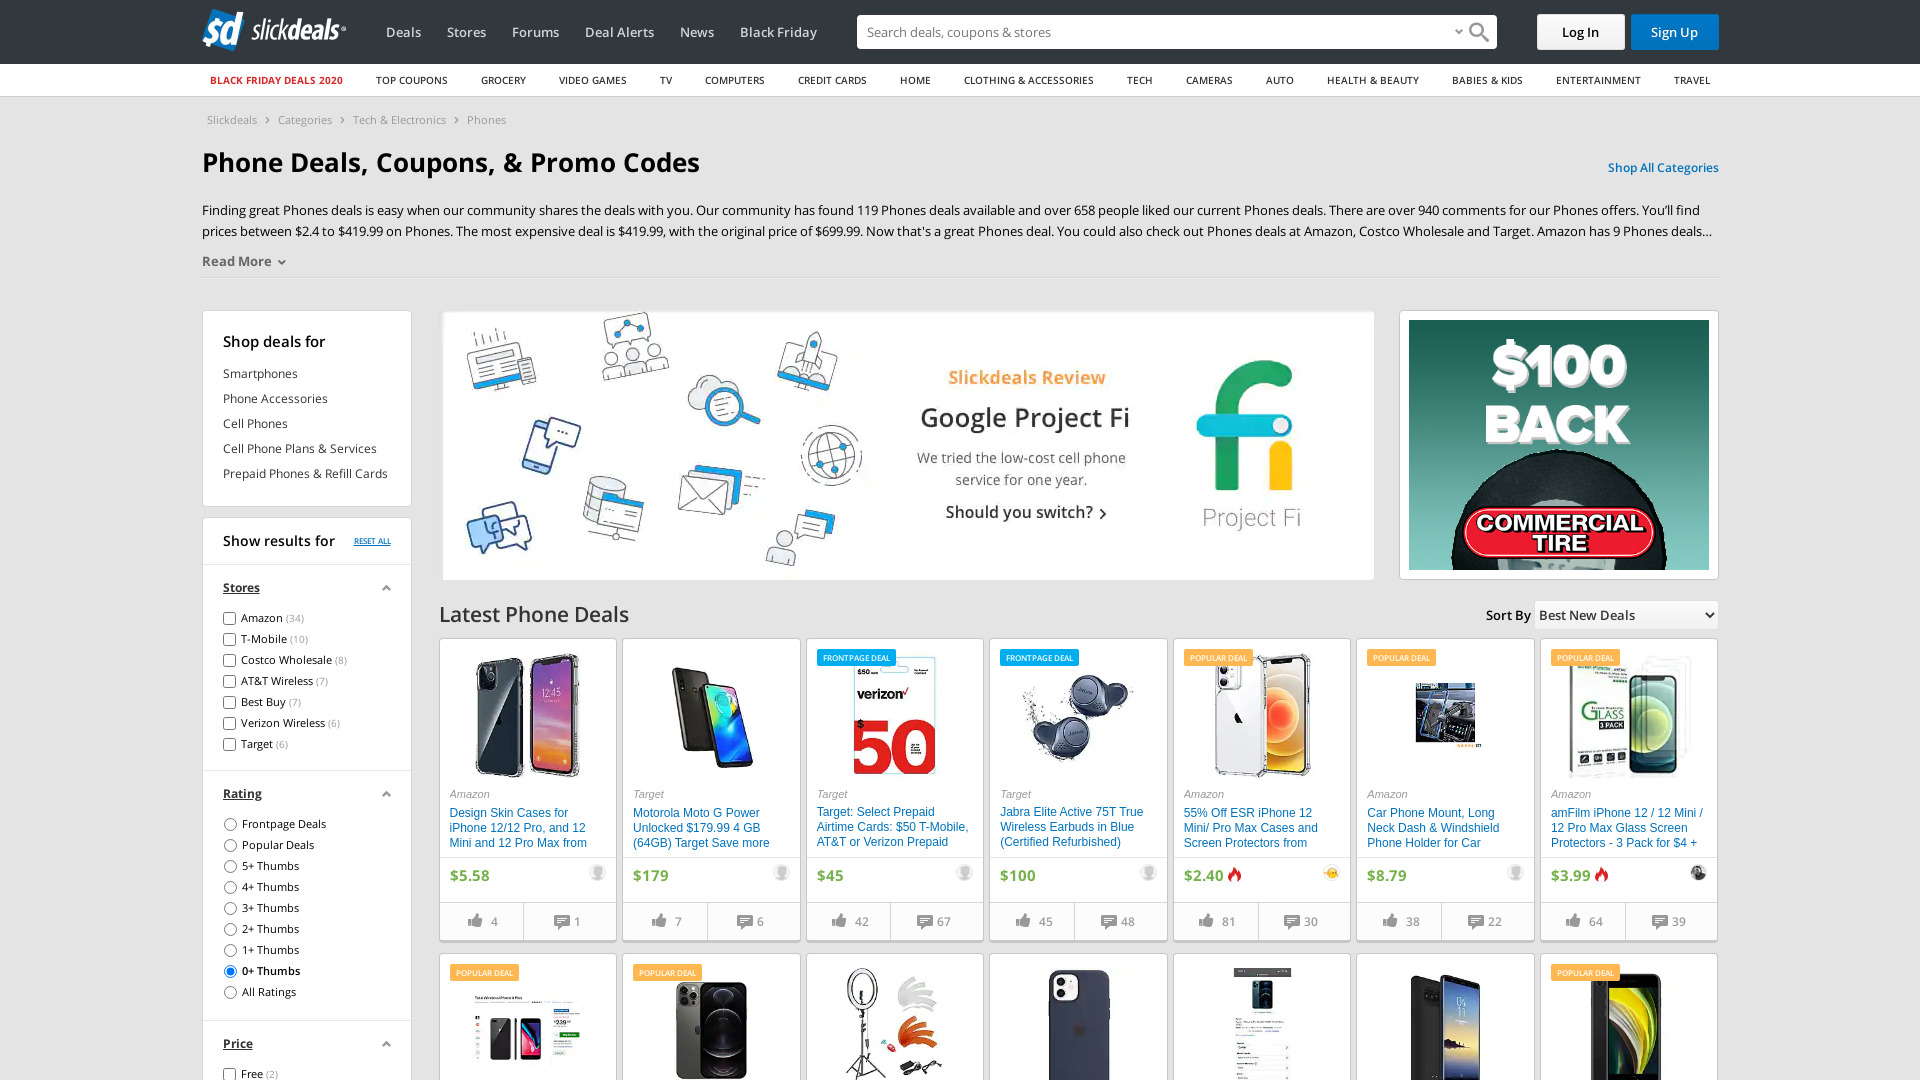 sd slickdeals
Deals
Stores
Forums
Deal Alerts
News
Black Friday
Search deals, coupons & stores
Log In
Sign Up
BLACK FRIDAY DEALS 2020
TOP COUPONS
GROCERY
VIDEO GAMES
TV
COMPUTERS
CREDIT CARDS
HOME
CLOTHING & ACCESSORIES
TECH
CAMERAS
AUTO
HEALTH & BEAUTY
BABIES & KIDS
ENTERTAINMENT
TRAVEL
Slickdeals > Categories > Tech & Electronics > Phones
Phone Deals, Coupons, & Promo Codes
Shop All Categories
Finding great Phones deals is easy when our community shares the deals with you. Our community has found 119 Phones deals available and over 658 people liked our current Phones deals. There are over 940 comments for our Phones offers. You'll find
prices between $2.4 to $419.99 on Phones. The most expensive deal is $419.99, with the original price of $699.99. Now that's a great Phones deal. You could also check out Phones deals at Amazon, Costco Wholesale and Target. Amazon has 9 Phones deals…
Read More
Shop deals for
Smartphones
Phone Accessories
Cell Phones
Cell Phone Plans & Services
Prepaid Phones & Refill Cards
Show results for
RESET ALL
Stores
Amazon (34)
T-Mobile (10)
Costco Wholesale (8)
AT&T Wireless (7)
Best Buy (7)
Verizon Wireless (6)
Target (6)
Rating
Frontpage Deals
Popular Deals
5+ Thumbs
4+ Thumbs
3+ Thumbs
2+ Thumbs
1+ Thumbs
0+ Thumbs
All Ratings
Price
Free (2)
Slickdeals Review
Google Project Fi
We tried the low-cost cell phone
service for one year.
Should you switch? >
Project Fi
$100
BACK
COMMERCIAL
TIRE
Latest Phone Deals
Sort By Best New Deals
Amazon
Design Skin Cases for
iPhone 12/12 Pro, and 12
Mini and 12 Pro Max from
$5.58
4
1
Target
Motorola Moto G Power
Unlocked $179.99 4 GB
(64GB) Target Save more
$179
7
6
FRONTPAGE DEAL
verizon
$50
Target
Target: Select Prepaid
Airtime Cards: $50 T-Mobile,
AT&T or Verizon Prepaid
$45
42
67
FRONTPAGE DEAL
Target
Jabra Elite Active 75T True
Wireless Earbuds in Blue
(Certified Refurbished)
$100
45
48
POPULAR DEAL
Amazon
55% Off ESR iPhone 12
Mini/ Pro Max Cases and
Screen Protectors from
$2.40
81
30
POPULAR DEAL
Amazon
Car Phone Mount, Long
Neck Dash & Windshield
Phone Holder for Car
$8.79
38
22
POPULAR DEAL
GLASS
3 PACK
Amazon
amFilm iPhone 12 / 12 Mini /
12 Pro Max Glass Screen
Protectors - 3 Pack for $4 +
$3.99
64
39
POPULAR DEAL
POPULAR DEAL
POPULAR DEAL